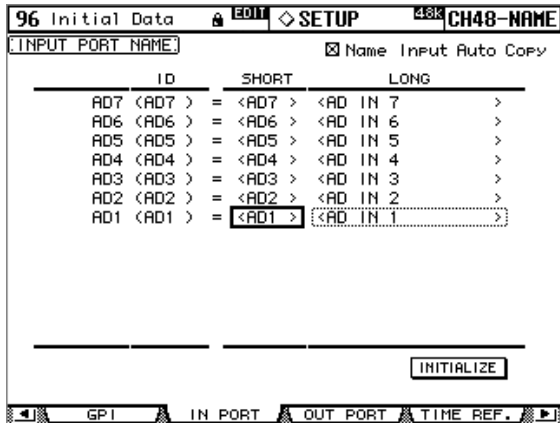 96 Initial Data EDIT ◇SETUP 48K CH48-NAME
INPUT PORT NAME
☒ Name Input Auto Copy
ID SHORT LONG
AD7 (AD7 ) = <AD7 > <AD IN 7 >
AD6 (AD6 ) = <AD6 > <AD IN 6 >
AD5 (AD5 ) = <AD5 > <AD IN 5 >
AD4 (AD4 ) = <AD4 > <AD IN 4 >
AD3 (AD3 ) = <AD3 > <AD IN 3 >
AD2 (AD2 ) = <AD2 > <AD IN 2 >
AD1 (AD1 ) = <AD1 > <AD IN 1 >
INITIALIZE
GPI IN PORT OUT PORT TIME REF.